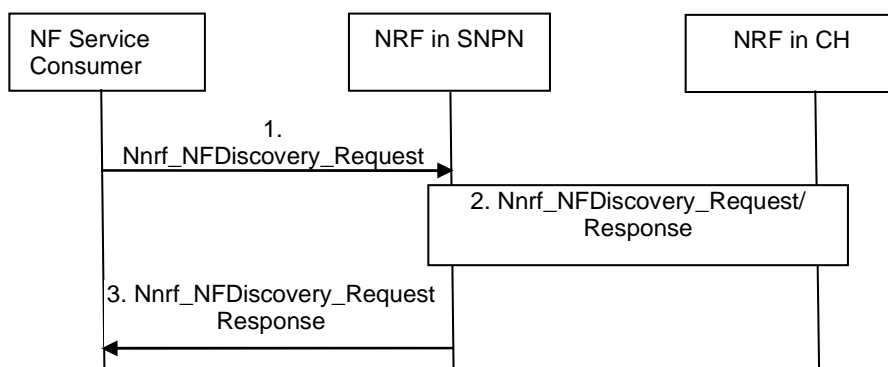 NF Service
Consumer
NRF in SNPN
NRF in CH
1.
Nnrf_NFDiscovery_Request
2. Nnrf_NFDiscovery_Request/
Response
3. Nnrf_NFDiscovery_Request
Response